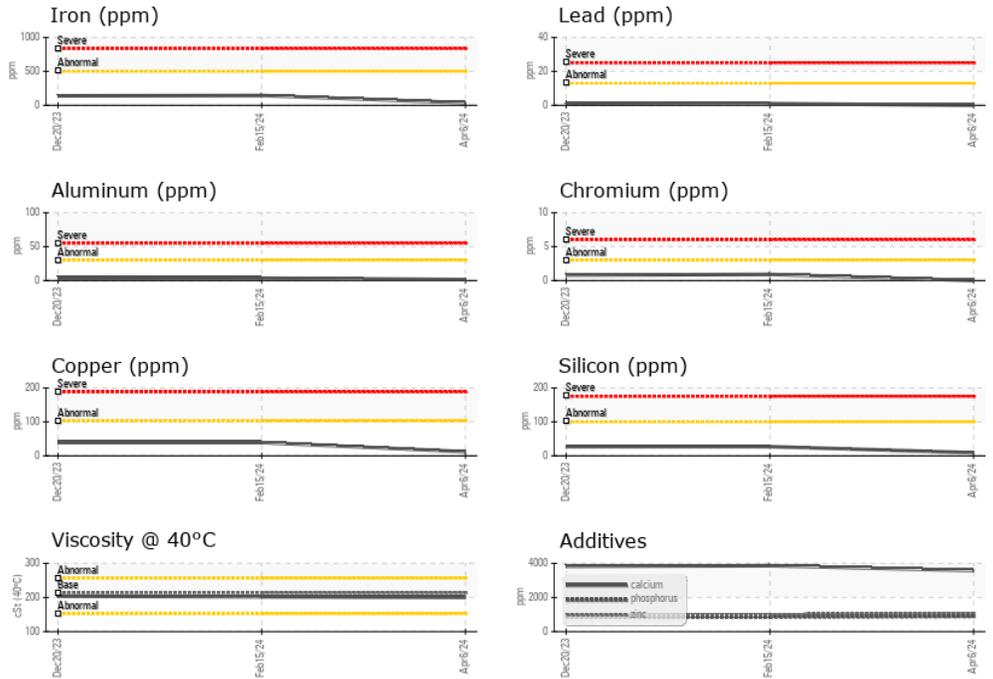 Iron (ppm)
1000
500
0
ppm
Severe
Abnormal
Dec20/23
Feb15/24
Apr6/24
Lead (ppm)
40
20
0
ppm
Severe
Abnormal
Dec20/23
Feb15/24
Apr6/24
Aluminum (ppm)
100
50
0
ppm
Severe
Abnormal
Dec20/23
Feb15/24
Apr6/24
Chromium (ppm)
10
5
0
ppm
Severe
Abnormal
Dec20/23
Feb15/24
Apr6/24
Copper (ppm)
200
100
0
ppm
Severe
Abnormal
Dec20/23
Feb15/24
Apr6/24
Silicon (ppm)
200
100
0
ppm
Severe
Abnormal
Dec20/23
Feb15/24
Apr6/24
Viscosity @ 40°C
300
200
100
cSt (40°C)
Abnormal
Base
Abnormal
Dec20/23
Feb15/24
Apr6/24
Additives
4000
2000
0
ppm
calcium
phosphorus
zinc
Dec20/23
Feb15/24
Apr6/24